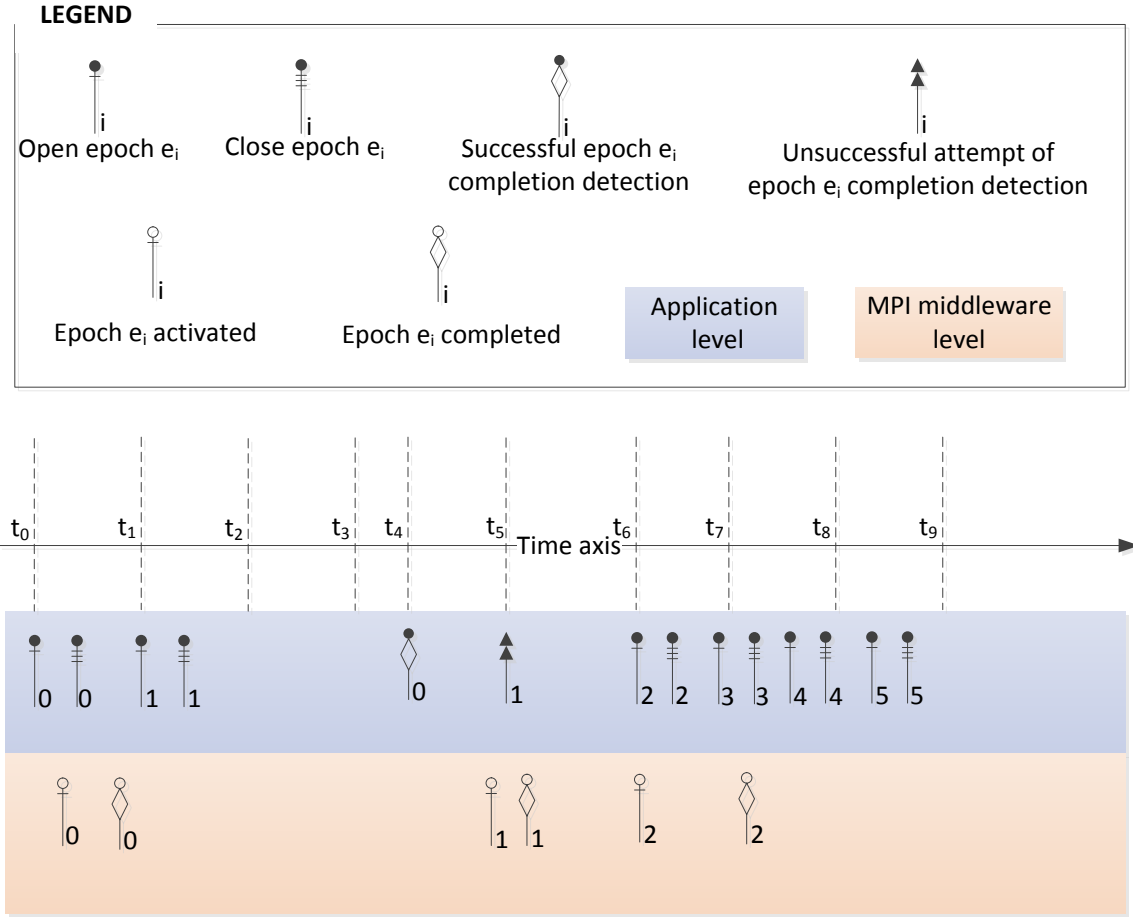 LEGEND
i i i i
Open epoch eᵢ Close epoch eᵢ Successful epoch eᵢ Unsuccessful attempt of
completion detection epoch eᵢ completion detection
i i
Application MPI middleware
level level
Epoch eᵢ activated Epoch eᵢ completed
t₀ t₁ t₂ t₃ t₄ t₅ t₆ t₇ t₈ t₉
Time axis
0 0 1 1 0 1 2 2 3 3 4 4 5 5
0 0 1 1 2 2